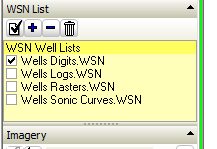 WSN List
WSN Well Lists
Wells Digits.WSN
Wells Logs.WSN
Wells Rasters.WSN
Wells Sonic Curves.WSN
Imagery